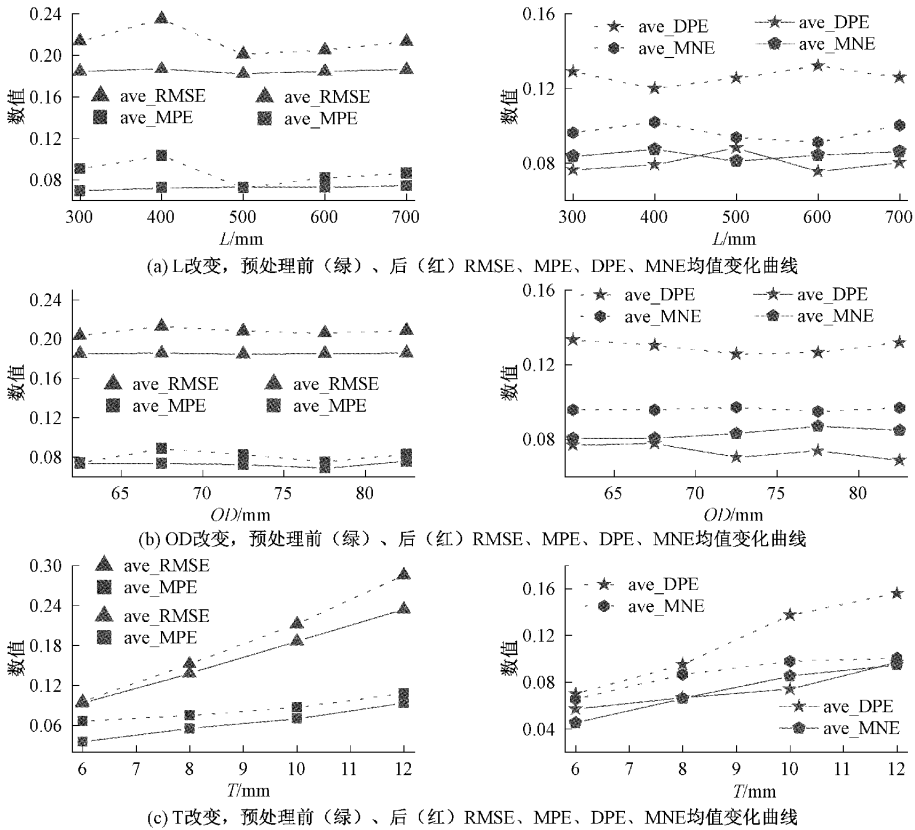 0.24
0.20
0.16
0.12
0.08
数值
ave_RMSE
ave_MPE
ave_RMSE
ave_MPE
300 400 500 600 700
L/mm
0.16
0.12
0.08
数值
ave_DPE
ave_MNE
ave_DPE
ave_MNE
300 400 500 600 700
L/mm
(a) L改变，预处理前（绿）、后（红）RMSE、MPE、DPE、MNE均值变化曲线
0.24
0.20
0.16
0.12
0.08
数值
ave_RMSE
ave_MPE
ave_RMSE
ave_MPE
65 70 75 80
OD/mm
0.16
0.12
0.08
数值
ave_DPE
ave_MNE
ave_DPE
ave_MNE
65 70 75 80
OD/mm
(b) OD改变，预处理前（绿）、后（红）RMSE、MPE、DPE、MNE均值变化曲线
0.30
0.24
0.18
0.12
0.06
数值
ave_RMSE
ave_MPE
ave_RMSE
ave_MPE
6 7 8 9 10 11 12
T/mm
0.16
0.12
0.08
0.04
数值
ave_DPE
ave_MNE
ave_DPE
ave_MNE
6 7 8 9 10 11 12
T/mm
(c) T改变，预处理前（绿）、后（红）RMSE、MPE、DPE、MNE均值变化曲线